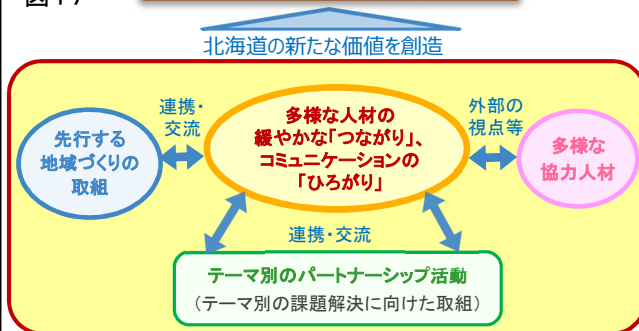 北海道の新たな価値を創造
連携・
交流
外部の
視点等
先行する
地域づくりの
取組
多様な人材の
緩やかな「つながり」、
コミュニケーションの
「ひろがり」
多様な
協力人材
連携・交流
テーマ別のパートナーシップ活動
（テーマ別の課題解決に向けた取組）